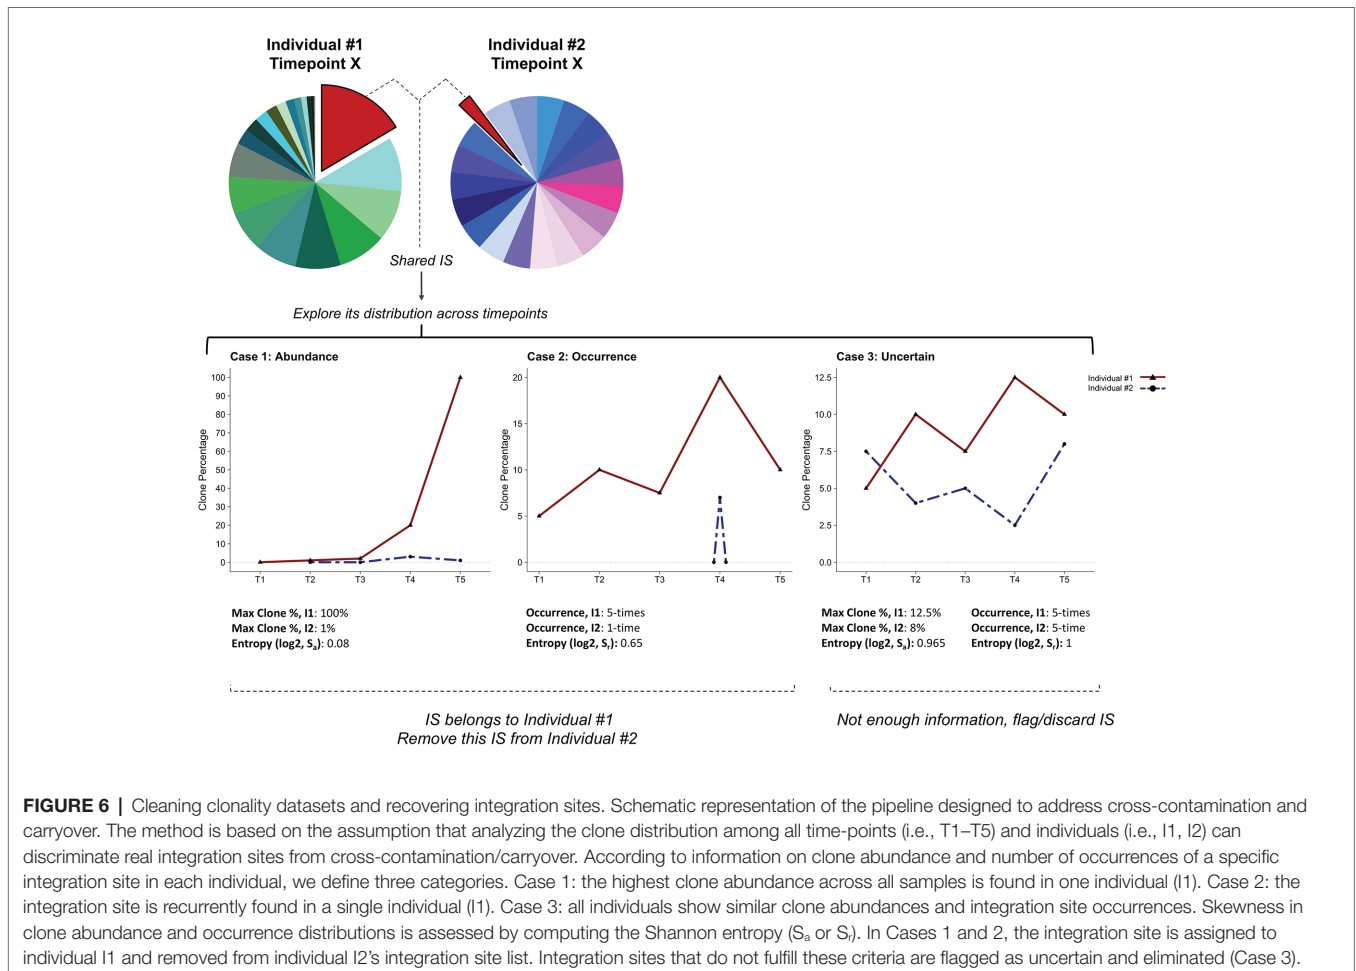 Individual #1
Timepoint X
Individual #2
Timepoint X
Shared IS
Explore its distribution across timepoints
Case 1: Abundance
Case 2: Occurrence
Case 3: Uncertain
Clone Percentage
100
90
80
70
60
50
40
30
20
10
0
T1
T2
T3
T4
T5
Clone Percentage
20
15
10
5
0
T1
T2
T3
T4
T5
Clone Percentage
12.5
10.0
7.5
5.0
2.5
0.0
T1
T2
T3
T4
T5
Individual #1
Individual #2
Max Clone %, I1: 100%
Max Clone %, I2: 1%
Entropy (log2, Sa): 0.08
Occurrence, I1: 5-times
Occurrence, I2: 1-time
Entropy (log2, Sr): 0.65
Max Clone %, I1: 12.5%
Max Clone %, I2: 8%
Entropy (log2, Sa): 0.965
Occurrence, I1: 5-times
Occurrence, I2: 5-time
Entropy (log2, Sr): 1
IS belongs to Individual #1
Remove this IS from Individual #2
Not enough information, flag/discard IS
FIGURE 6 | Cleaning clonality datasets and recovering integration sites. Schematic representation of the pipeline designed to address cross-contamination and
carryover. The method is based on the assumption that analyzing the clone distribution among all time-points (i.e., T1–T5) and individuals (i.e., I1, I2) can
discriminate real integration sites from cross-contamination/carryover. According to information on clone abundance and number of occurrences of a specific
integration site in each individual, we define three categories. Case 1: the highest clone abundance across all samples is found in one individual (I1). Case 2: the
integration site is recurrently found in a single individual (I1). Case 3: all individuals show similar clone abundances and integration site occurrences. Skewness in
clone abundance and occurrence distributions is assessed by computing the Shannon entropy (Sa or Sr). In Cases 1 and 2, the integration site is assigned to
individual I1 and removed from individual I2's integration site list. Integration sites that do not fulfill these criteria are flagged as uncertain and eliminated (Case 3).